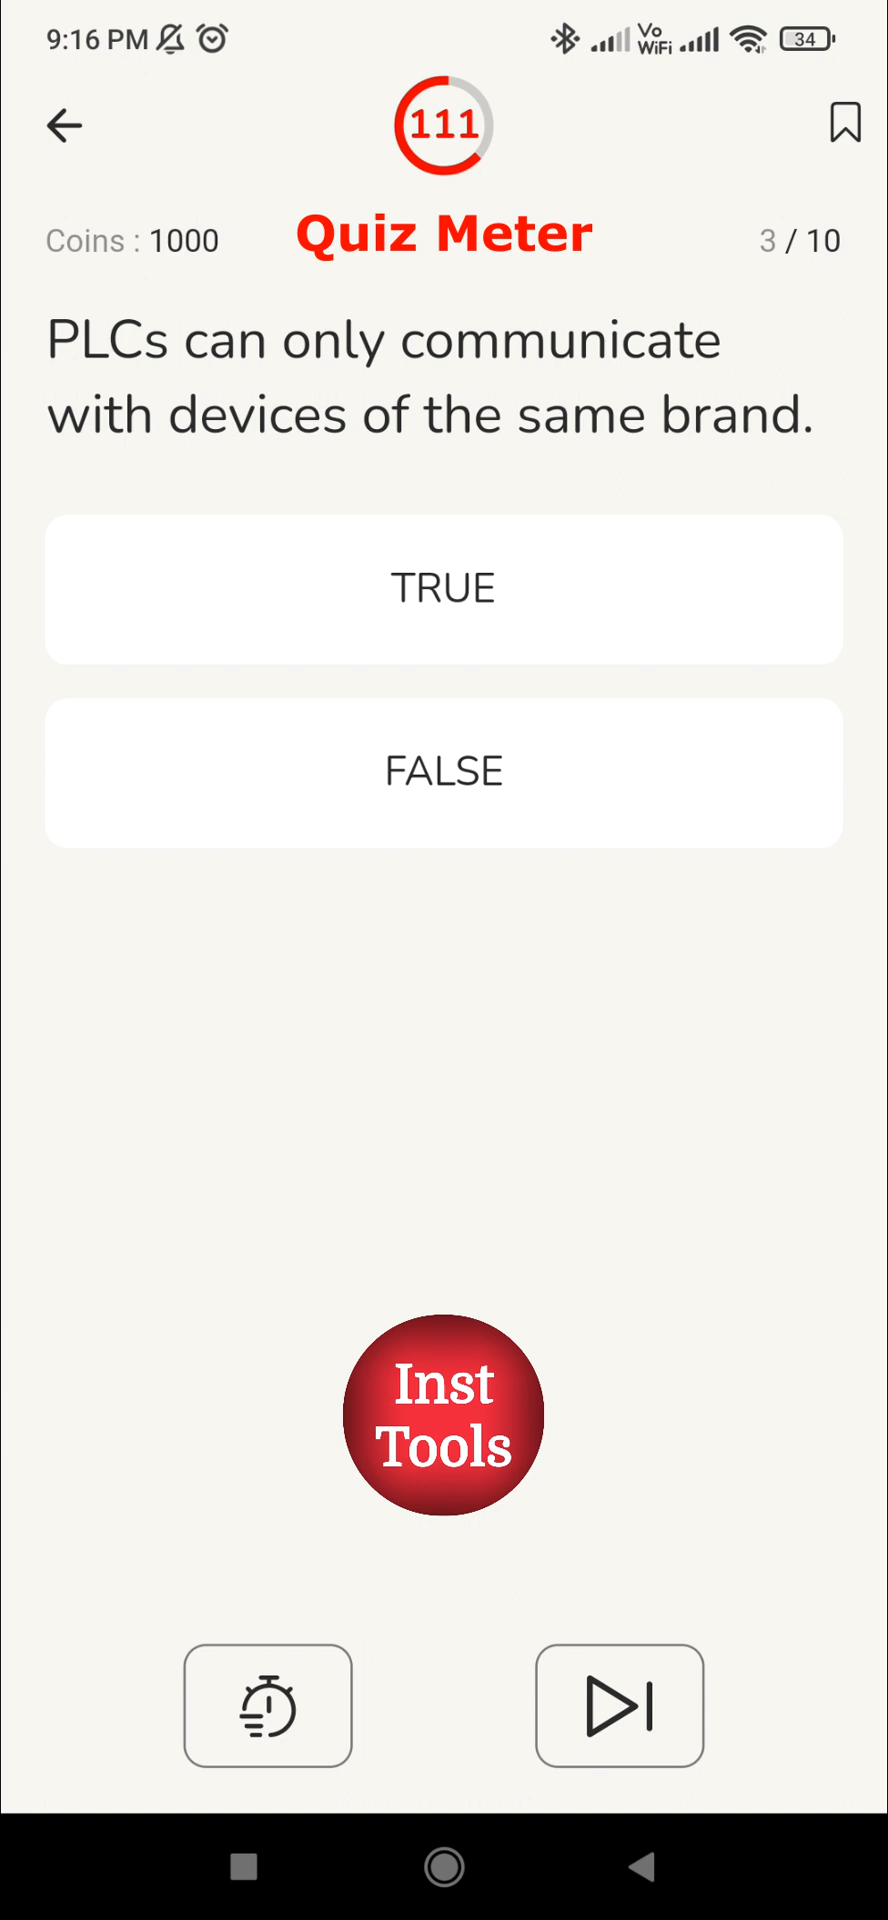 9:16 PM Vo WiFi 34
111
Coins : 1000 Quiz Meter 3 / 10
PLCs can only communicate
with devices of the same brand.
TRUE
FALSE
Inst
Tools